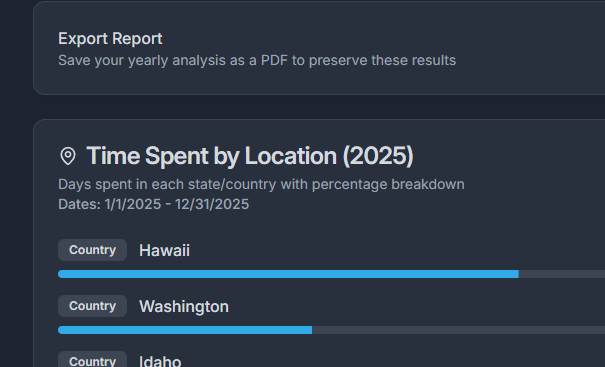 Export Report
Save your yearly analysis as a PDF to preserve these results
Time Spent by Location (2025)
Days spent in each state/country with percentage breakdown
Dates: 1/1/2025 - 12/31/2025
Country Hawaii
Country Washington
Country Idaho